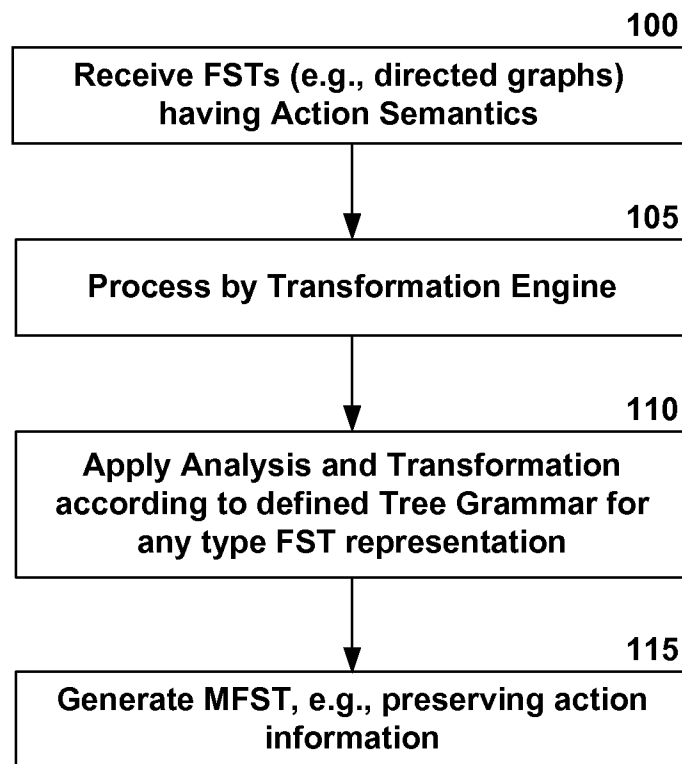 100
Receive FSTs (e.g., directed graphs)
having Action Semantics
105
Process by Transformation Engine
110
Apply Analysis and Transformation
according to defined Tree Grammar for
any type FST representation
115
Generate MFST, e.g., preserving action
information